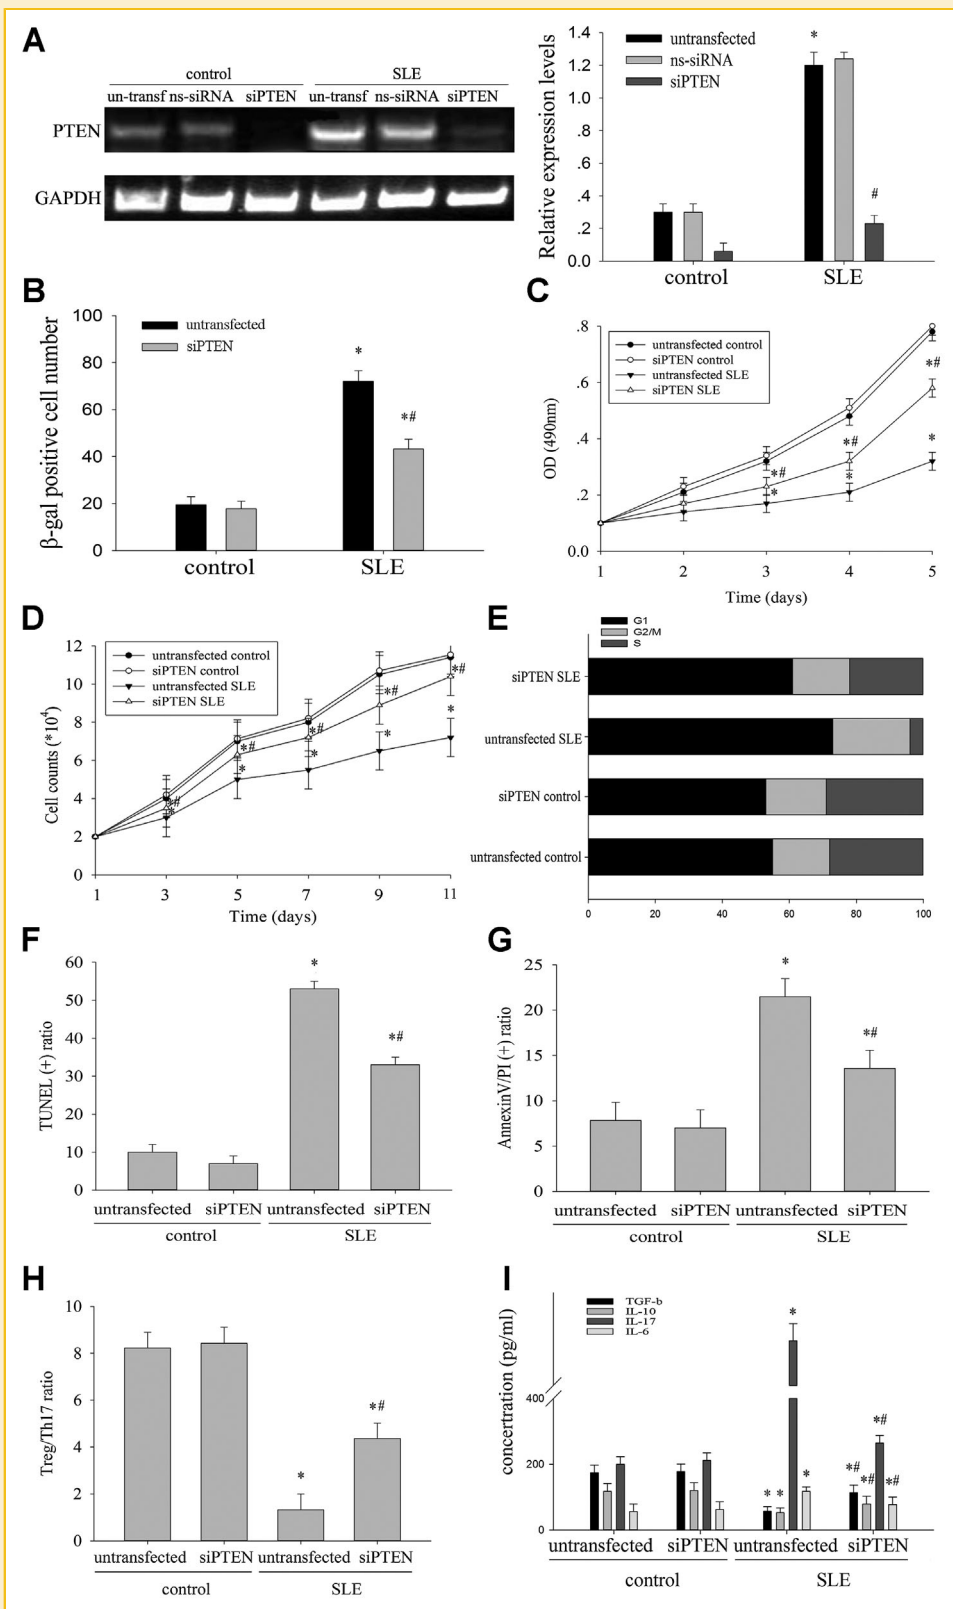 A
control SLE
un-transf ns-siRNA siPTEN un-transf ns-siRNA siPTEN
PTEN
GAPDH
Relative expression levels
1.4
1.2
1.0
.8
.6
.4
.2
0.0
untransfected
ns-siRNA
siPTEN
*
#
control SLE
B
β-gal positive cell number
100
80
60
40
20
0
untransfected
siPTEN
*
*#
control SLE
C
OD (490nm)
.8
.6
.4
.2
0.0
untransfected control
siPTEN control
untransfected SLE
siPTEN SLE
*#
*
*#
*
*#
*
1 2 3 4 5
Time (days)
D
Cell counts (*10⁴)
12
10
8
6
4
2
0
untransfected control
siPTEN control
untransfected SLE
siPTEN SLE
*#
*
*#
*
*#
*
*#
*
*#
*
1 3 5 7 9 11
Time (days)
E
G1
G2/M
S
siPTEN SLE
untransfected SLE
siPTEN control
untransfected control
0 20 40 60 80 100
F
TUNEL (+) ratio
60
50
40
30
20
10
0
*
*#
untransfected siPTEN untransfected siPTEN
control SLE
G
AnnexinV/PI (+) ratio
25
20
15
10
5
0
*
*#
untransfected siPTEN untransfected siPTEN
control SLE
H
Treg/Th17 ratio
10
8
6
4
2
0
*
*#
untransfected siPTEN untransfected siPTEN
control SLE
I
concertration (pg/ml)
400
200
0
TGF-b
IL-10
IL-17
IL-6
*
* * *
*#
*# *# *#
untransfected siPTEN untransfected siPTEN
control SLE